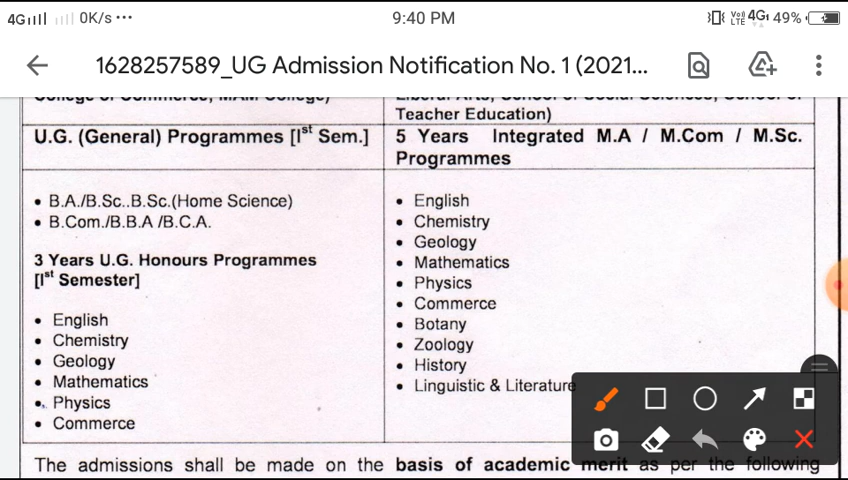 4G 0K/s ··· 9:40 PM Vo) LTE 4G 49%
1628257589_UG Admission Notification No. 1 (2021...
Teacher Education)
U.G. (General) Programmes [Ist Sem.]
5 Years Integrated M.A / M.Com / M.Sc. Programmes
• B.A./B.Sc..B.Sc.(Home Science)
• B.Com./B.B.A /B.C.A.
3 Years U.G. Honours Programmes
[Ist Semester]
• English
• Chemistry
• Geology
• Mathematics
• Physics
• Commerce
• English
• Chemistry
• Geology
• Mathematics
• Physics
• Commerce
• Botany
• Zoology
• History
• Linguistic & Literature
The admissions shall be made on the basis of academic merit as per the following